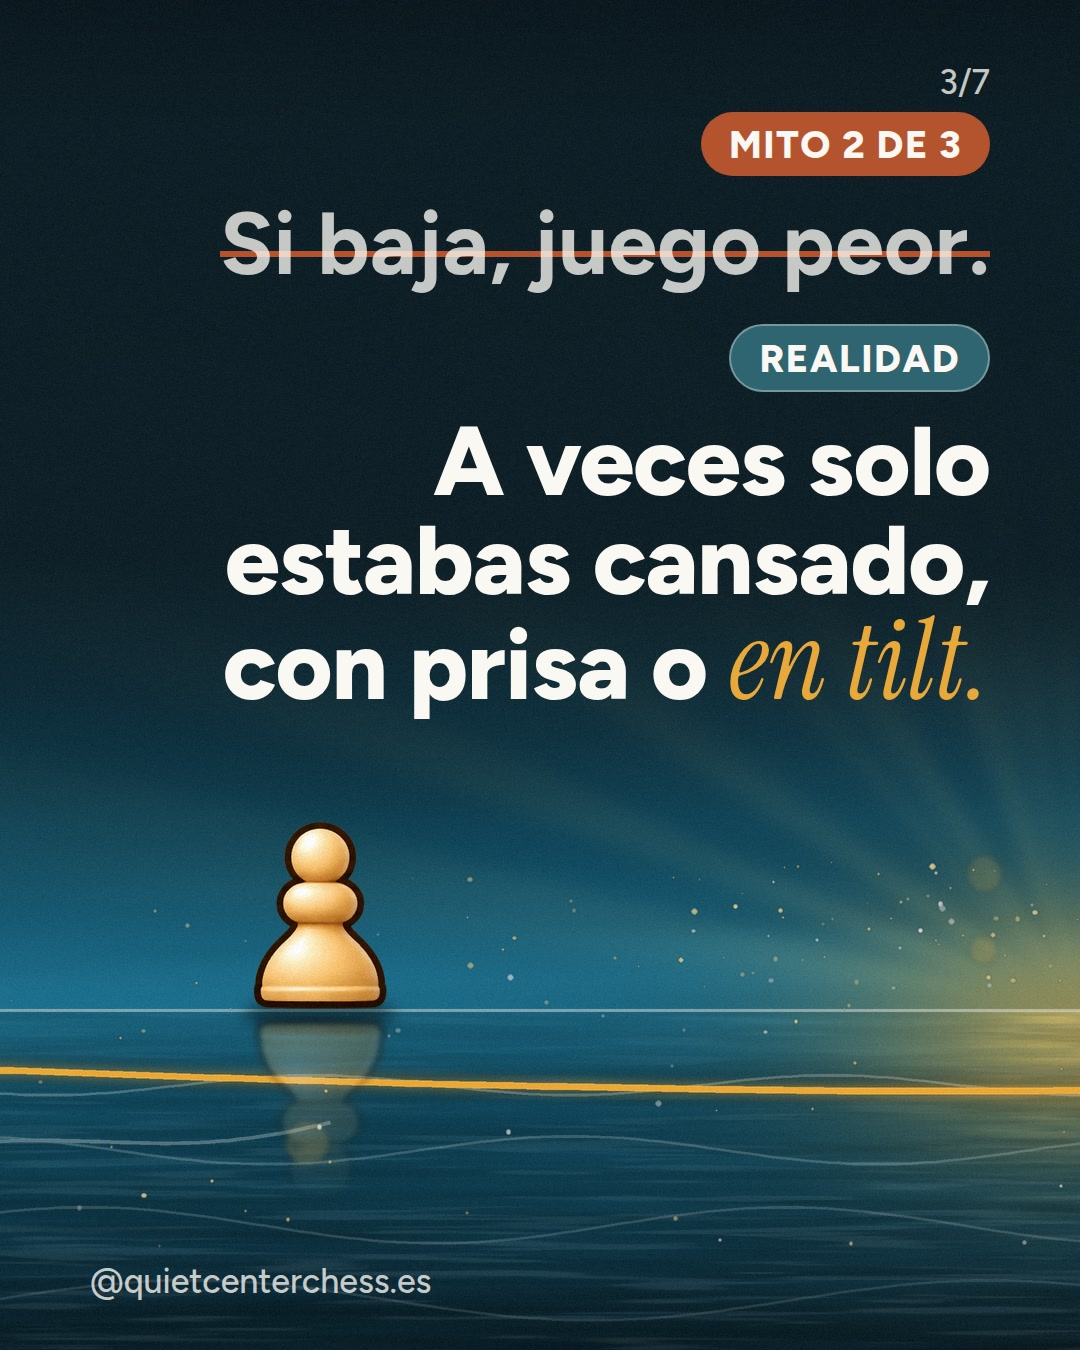 3/7
MITO 2 DE 3
Si baja, juego peor.
REALIDAD
A veces solo
estabas cansado,
con prisa o en tilt.
@quietcenterchess.es